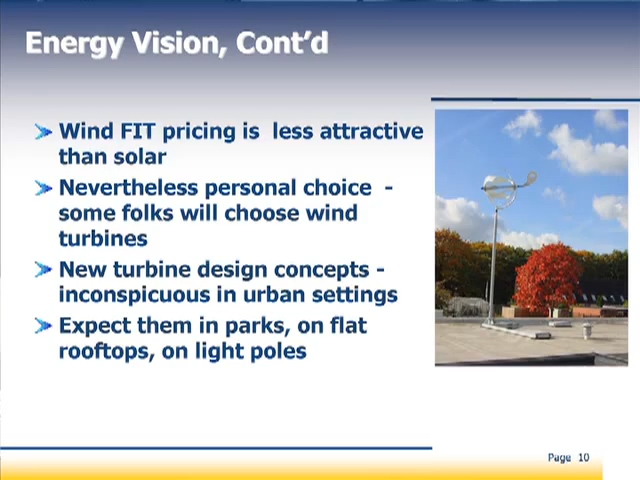 Energy Vision, Cont'd
Wind FIT pricing is less attractive
than solar
Nevertheless personal choice -
some folks will choose wind
turbines
New turbine design concepts -
inconspicuous in urban settings
Expect them in parks, on flat
rooftops, on light poles
Page 10